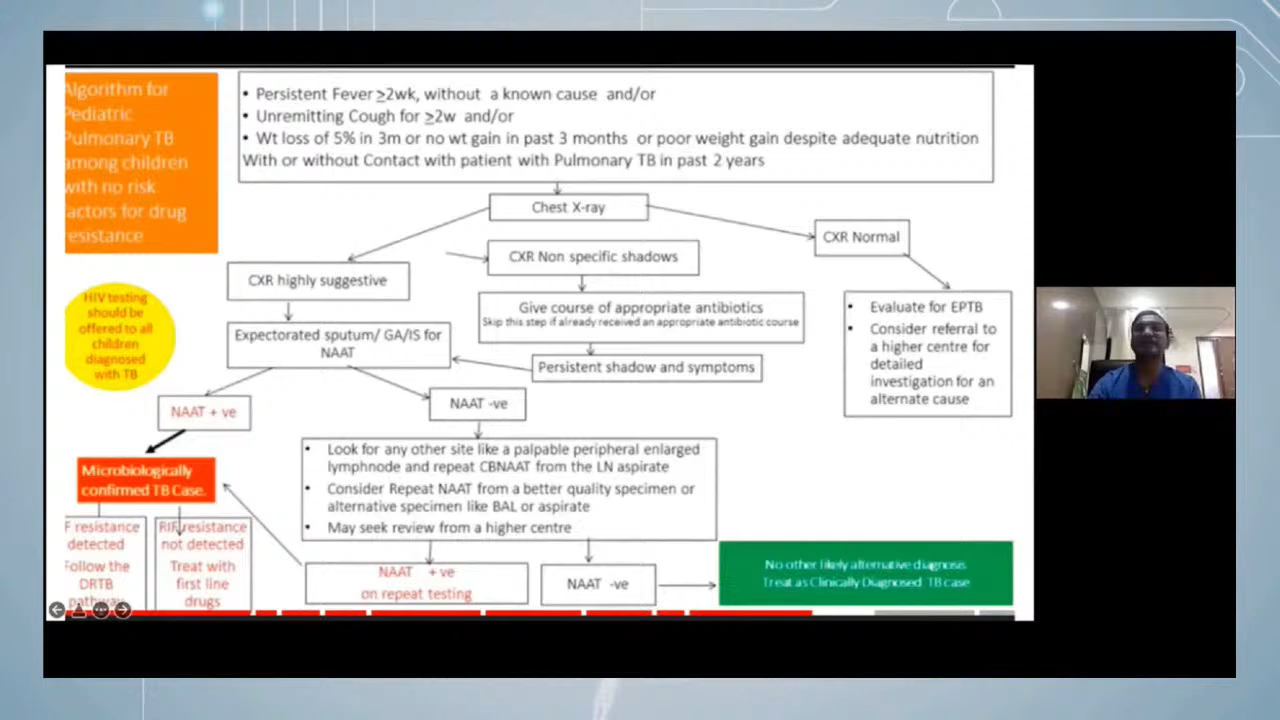 lgorithm for
Pediatric
Pulmonary TB
among children
with no risk
factors for drug
resistance
• Persistent Fever ≥2wk, without a known cause and/or
• Unremitting Cough for ≥2w and/or
• Wt loss of 5% in 3m or no wt gain in past 3 months or poor weight gain despite adequate nutrition
With or without Contact with patient with Pulmonary TB in past 2 years
Chest X-ray
CXR Normal
CXR Non specific shadows
CXR highly suggestive
Give course of appropriate antibiotics
Skip this step if already received an appropriate antibiotic course
• Evaluate for EPTB
• Consider referral to
a higher centre for
detailed
investigation for an
alternate cause
HIV testing
should be
offered to all
children
diagnosed
with TB
Expectorated sputum/ GA/IS for
NAAT
Persistent shadow and symptoms
NAAT + ve
NAAT -ve
• Look for any other site like a palpable peripheral enlarged
lymphnode and repeat CBNAAT from the LN aspirate
• Consider Repeat NAAT from a better quality specimen or
alternative specimen like BAL or aspirate
• May seek review from a higher centre
Microbiologically
confirmed TB Case.
F resistance
detected
Follow the
DRTB
pathway
RIF resistance
not detected
Treat with
first line
drugs
NAAT + ve
on repeat testing
NAAT -ve
No other likely alternative diagnosis
Treat as Clinically Diagnosed TB case